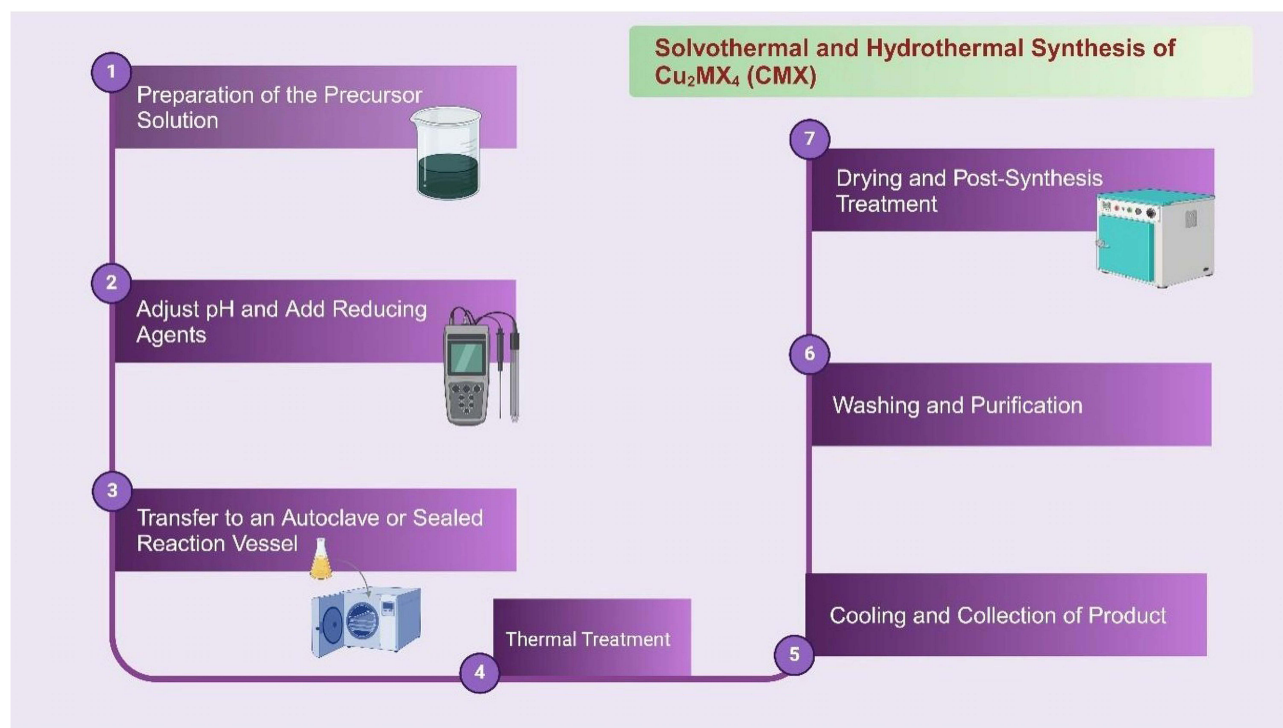 Solvothermal and Hydrothermal Synthesis of
Cu₂MX₄ (CMX)
1
Preparation of the Precursor
Solution
2
Adjust pH and Add Reducing
Agents
3
Transfer to an Autoclave or Sealed
Reaction Vessel
4
Thermal Treatment
5
Cooling and Collection of Product
6
Washing and Purification
7
Drying and Post-Synthesis
Treatment